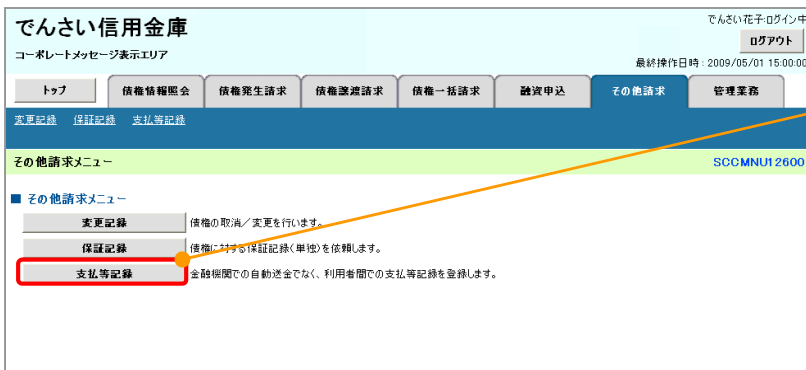 でんさい信用金庫
でんさい花子:ログイン中
ログアウト
コーポレートメッセージ表示エリア
最終操作日時:2009/05/01 15:00:00
トップ 債権情報照会 債権発生請求 債権譲渡請求 債権一括請求 融資申込 その他請求 管理業務
変更記録 保証記録 支払等記録
その他請求メニュー SCCMNU12600
■ その他請求メニュー
変更記録 債権の取消/変更を行います。
保証記録 債権に対する保証記録(単独)を依頼します。
支払等記録 金融機関での自動送金でなく、利用者間での支払等記録を登録します。